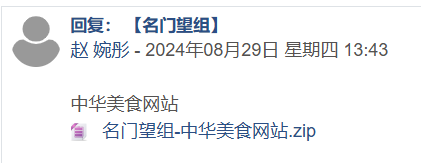 回复： 【名门望组】
赵 婉彤 - 2024年08月29日 星期四 13:43
中华美食网站
名门望组-中华美食网站.zip